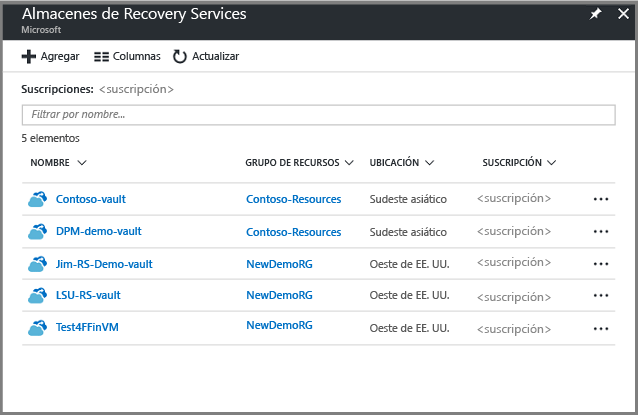 Almacenes de Recovery Services
Microsoft
Agregar Columnas Actualizar
Suscripciones: <suscripción>
Filtrar por nombre...
5 elementos
NOMBRE GRUPO DE RECURSOS UBICACIÓN SUSCRIPCIÓN
Contoso-vault Contoso-Resources Sudeste asiático <suscripción>
DPM-demo-vault Contoso-Resources Sudeste asiático <suscripción>
Jim-RS-Demo-vault NewDemoRG Oeste de EE. UU. <suscripción>
LSU-RS-vault NewDemoRG Oeste de EE. UU. <suscripción>
Test4FFinVM NewDemoRG Oeste de EE. UU. <suscripción>